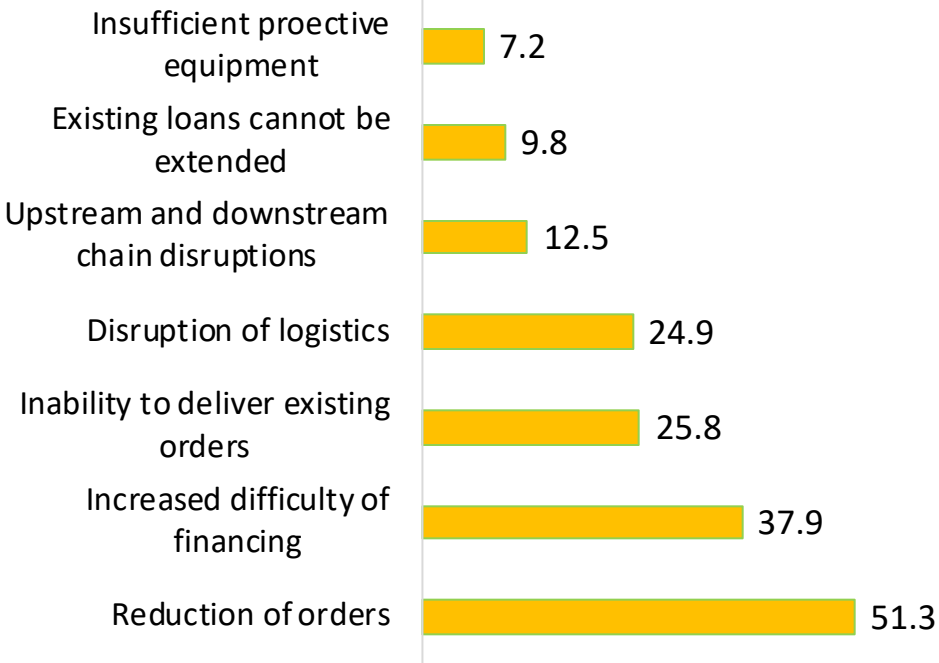 Insufficient proective
equipment
7.2
Existing loans cannot be
extended
9.8
Upstream and downstream
chain disruptions
12.5
Disruption of logistics
24.9
Inability to deliver existing
orders
25.8
Increased difficulty of
financing
37.9
Reduction of orders
51.3